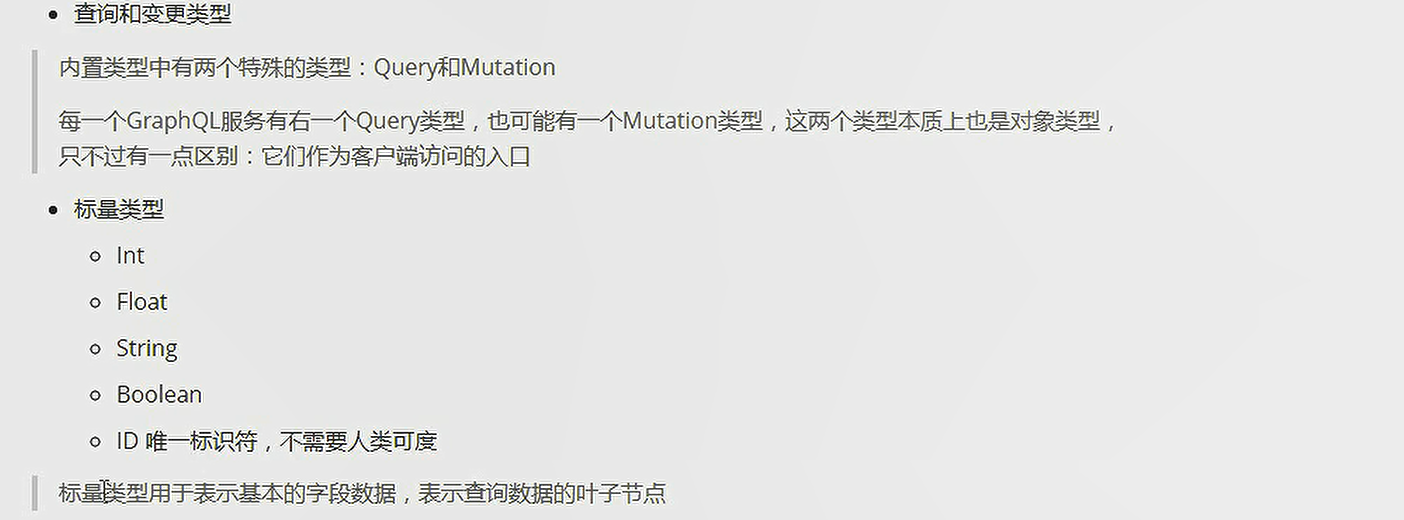 查询和变更类型
内置类型中有两个特殊的类型：Query和Mutation
每一个GraphQL服务有右一个Query类型，也可能有一个Mutation类型，这两个类型本质上也是对象类型，
只不过有一点区别：它们作为客户端访问的入口
标量类型
Int
Float
String
Boolean
ID 唯一标识符，不需要人类可度
标量类型用于表示基本的字段数据，表示查询数据的叶子节点